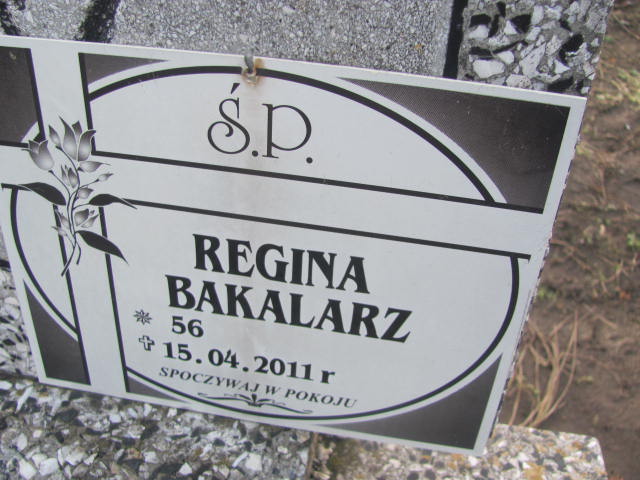 Ś.P.
REGINA
BAKALARZ
✵ 56
✝ 15.04.2011 r
SPOCZYWAJ W POKOJU